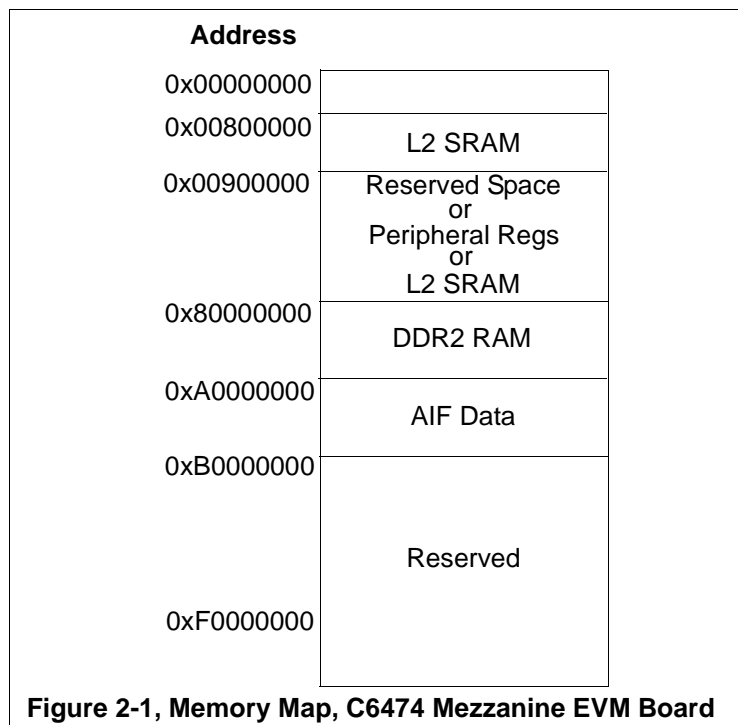 Address
0x00000000
0x00800000
L2 SRAM
0x00900000
Reserved Space
or
Peripheral Regs
or
L2 SRAM
0x80000000
DDR2 RAM
0xA0000000
AIF Data
0xB0000000
Reserved
0xF0000000
Figure 2-1, Memory Map, C6474 Mezzanine EVM Board